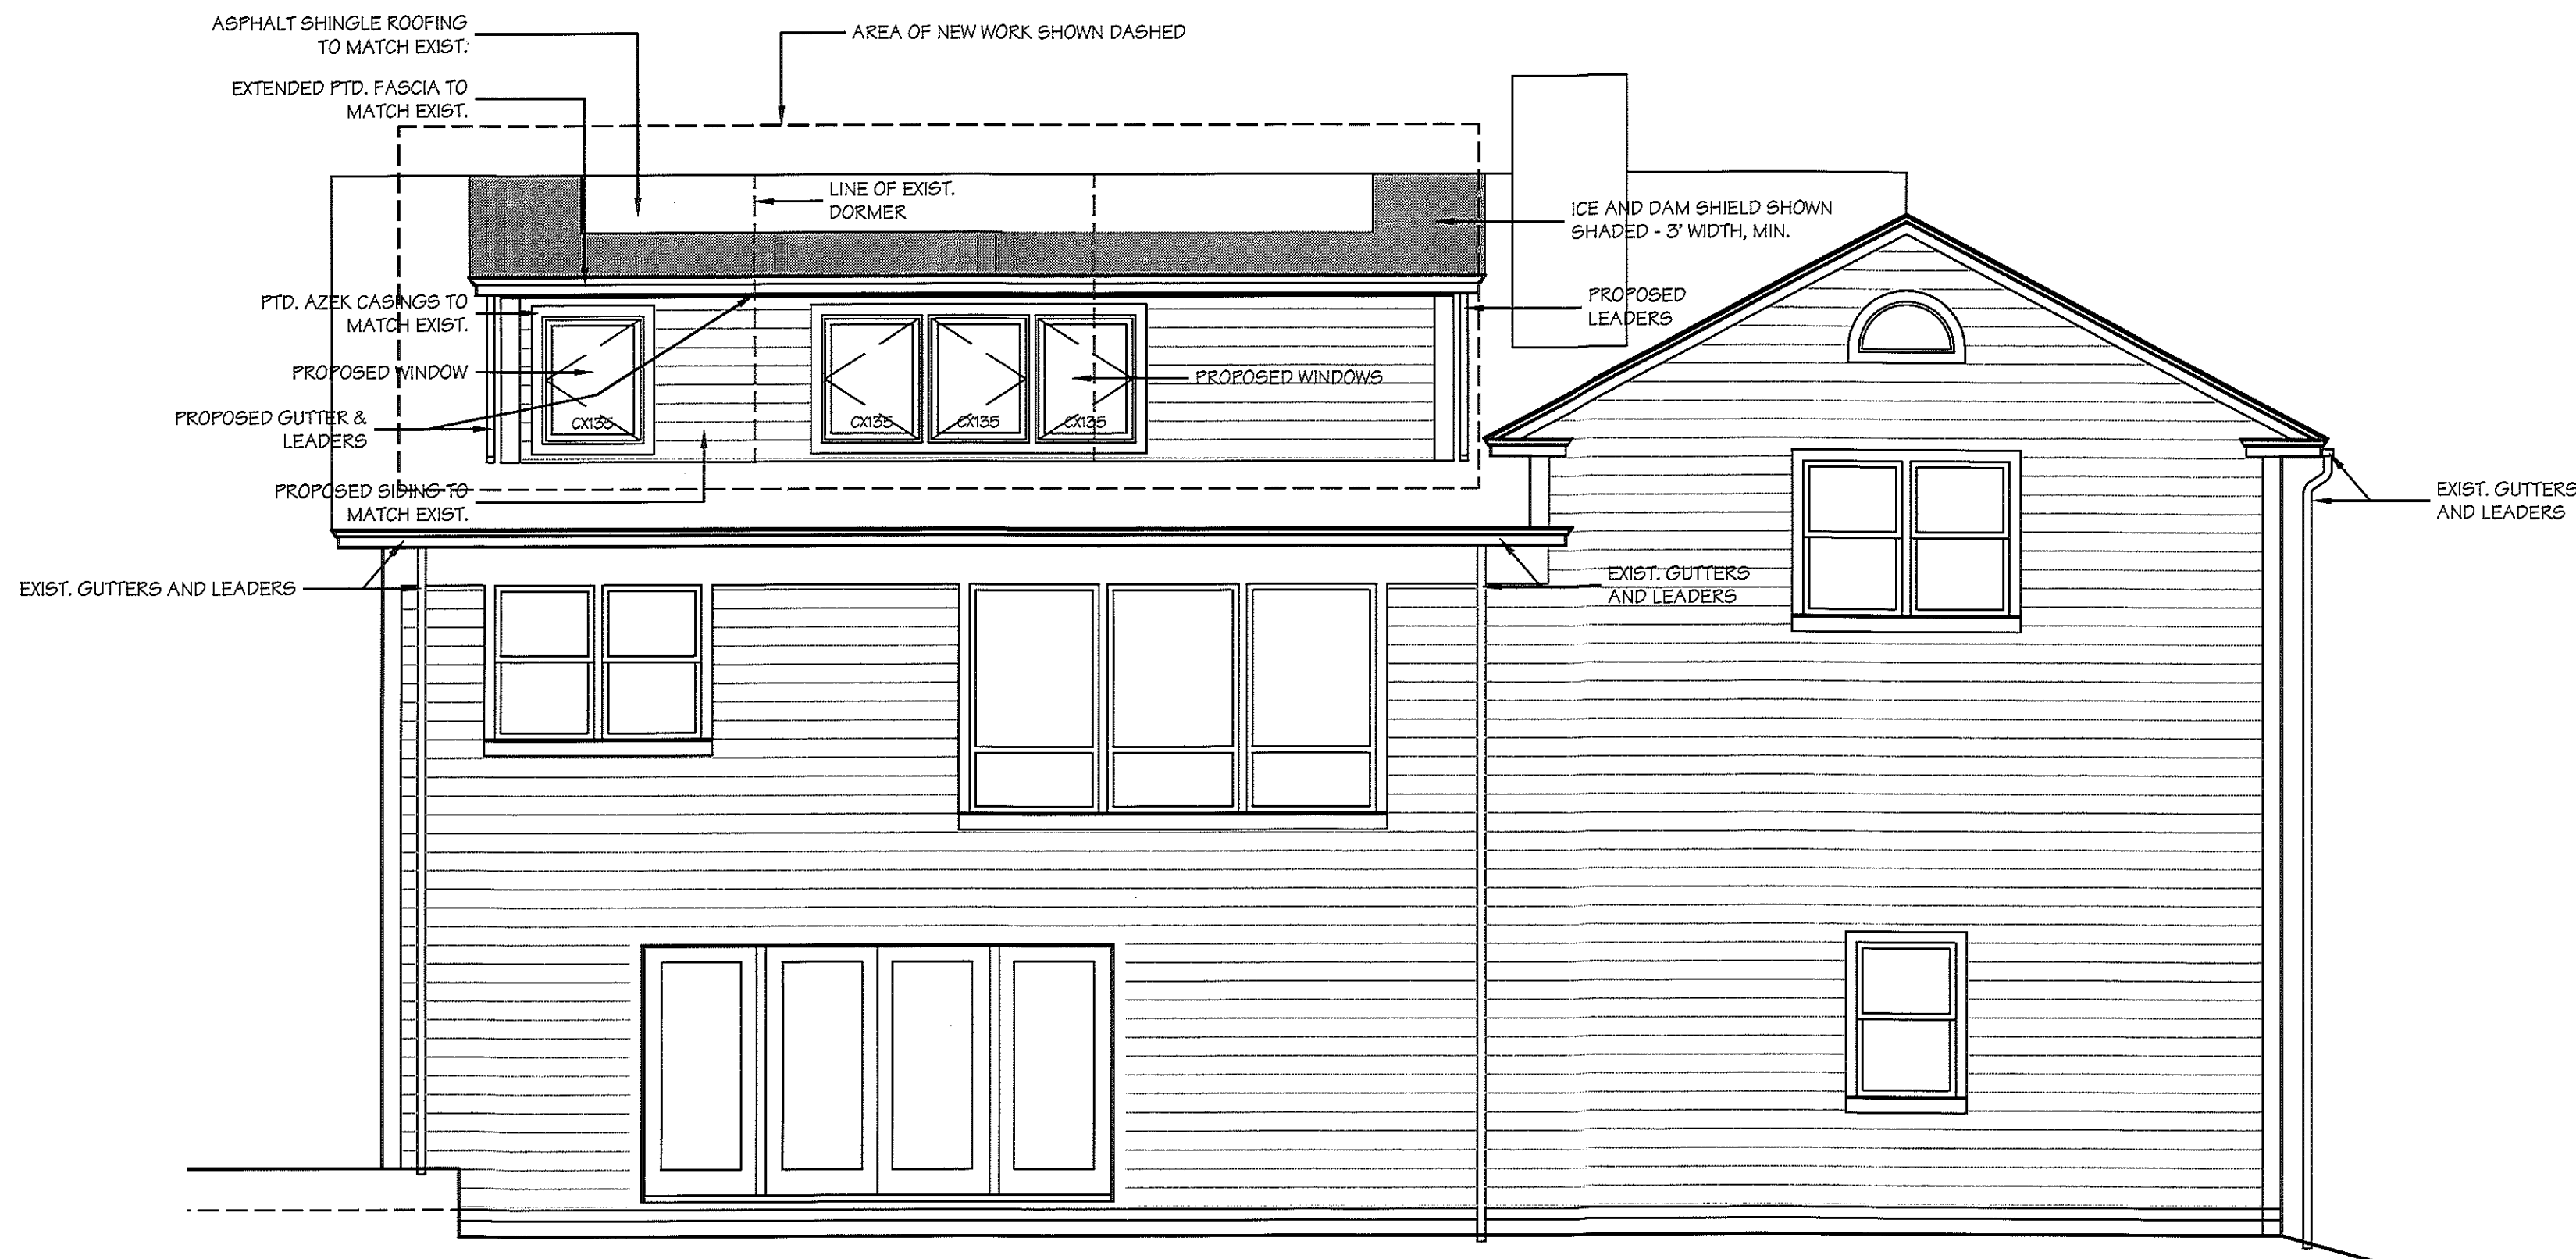 ASPHALT SHINGLE ROOFING
TO MATCH EXIST.
AREA OF NEW WORK SHOWN DASHED
EXTENDED PTD. FASCIA TO
MATCH EXIST.
LINE OF EXIST.
DORMER
ICE AND DAM SHIELD SHOWN
SHADED - 3' WIDTH, MIN.
PTD. AZEK CASINGS TO
MATCH EXIST.
PROPOSED
LEADERS
PROPOSED WINDOW
PROPOSED WINDOWS
PROPOSED GUTTER &
LEADERS
CX135
CX135
CX135
CX135
PROPOSED SIDING TO
MATCH EXIST.
EXIST. GUTTERS
AND LEADERS
EXIST. GUTTERS AND LEADERS
EXIST. GUTTERS
AND LEADERS